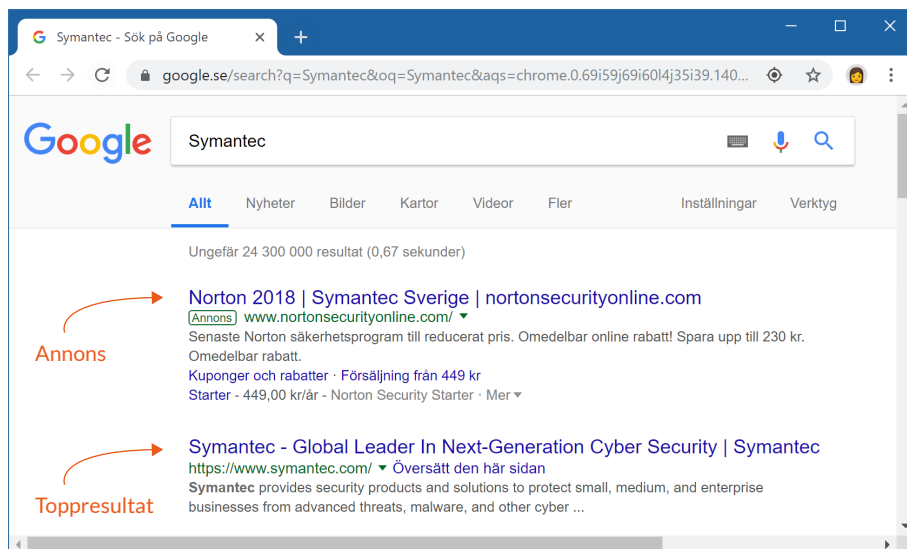 Symantec - Sök på Google
google.se/search?q=Symantec&oq=Symantec&aqs=chrome.0.69i59j69i60l4j35i39.140...
Google
Symantec
Allt Nyheter Bilder Kartor Videor Fler Inställningar Verktyg
Ungefär 24 300 000 resultat (0,67 sekunder)
Norton 2018 | Symantec Sverige | nortonsecurityonline.com
Annons www.nortonsecurityonline.com/
Senaste Norton säkerhetsprogram till reducerat pris. Omedelbar online rabatt! Spara upp till 230 kr.
Omedelbar rabatt.
Kuponger och rabatter · Försäljning från 449 kr
Starter - 449,00 kr/år - Norton Security Starter · Mer
Annons
Symantec - Global Leader In Next-Generation Cyber Security | Symantec
https://www.symantec.com/ Översätt den här sidan
Symantec provides security products and solutions to protect small, medium, and enterprise
businesses from advanced threats, malware, and other cyber ...
Toppresultat